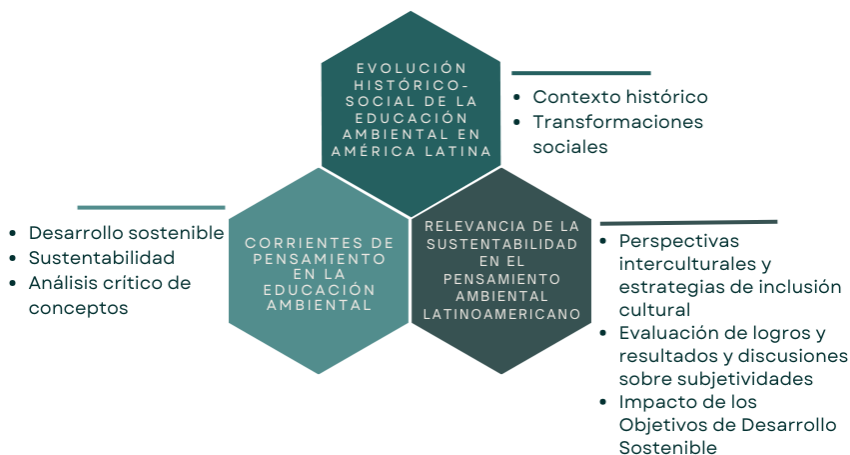 EVOLUCIÓN
HISTÓRICO-
SOCIAL DE LA
EDUCACIÓN
AMBIENTAL EN
AMÉRICA LATINA
• Contexto histórico
• Transformaciones
sociales
• Desarrollo sostenible
• Sustentabilidad
• Análisis crítico de
conceptos
CORRIENTES DE
PENSAMIENTO
EN LA
EDUCACIÓN
AMBIENTAL
RELEVANCIA DE LA
SUSTENTABILIDAD
EN EL
PENSAMIENTO
AMBIENTAL
LATINOAMERICANO
• Perspectivas
interculturales y
estrategias de inclusión
cultural
• Evaluación de logros y
resultados y discusiones
sobre subjetividades
• Impacto de los
Objetivos de Desarrollo
Sostenible